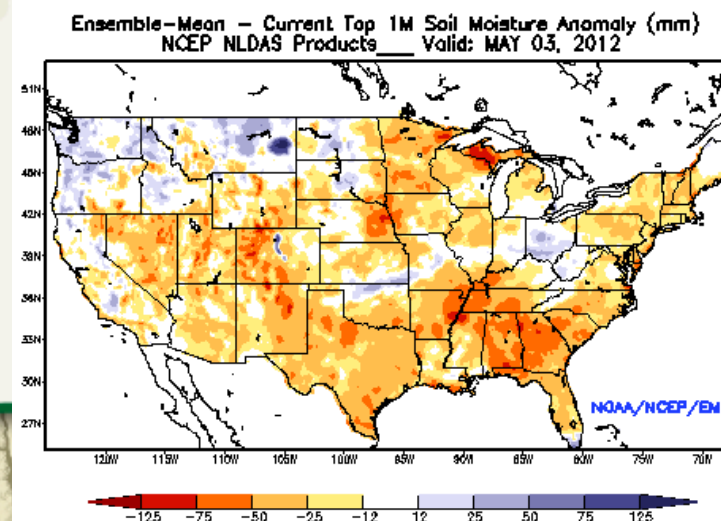 Ensemble-Mean - Current Top 1M Soil Moisture Anomaly (mm)
NCEP NLDAS Products___ Valid: MAY 03, 2012
51N
48N
45N
42N
39N
36N
33N
30N
27N
NOAA/NCEP/EM
120W 115W 110W 105W 100W 95W 90W 85W 80W 75W 70W
-125 -75 -50 -25 -12 12 25 50 75 125